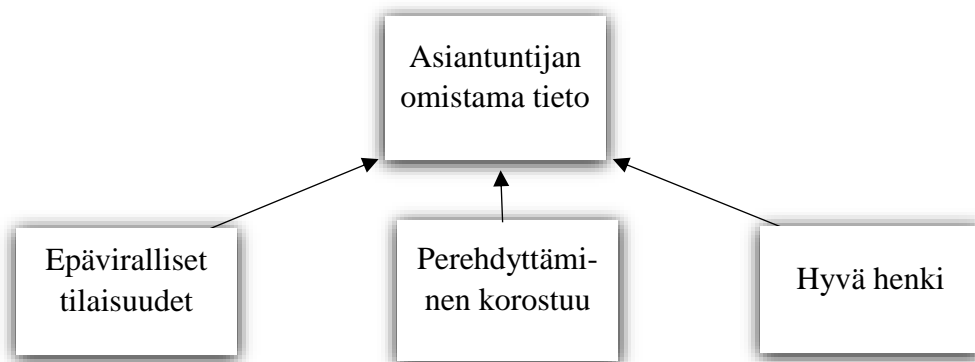 Asiantuntijan
omistama tieto
Epäviralliset
tilaisuudet
Perehdyttämi-
nen korostuu
Hyvä henki